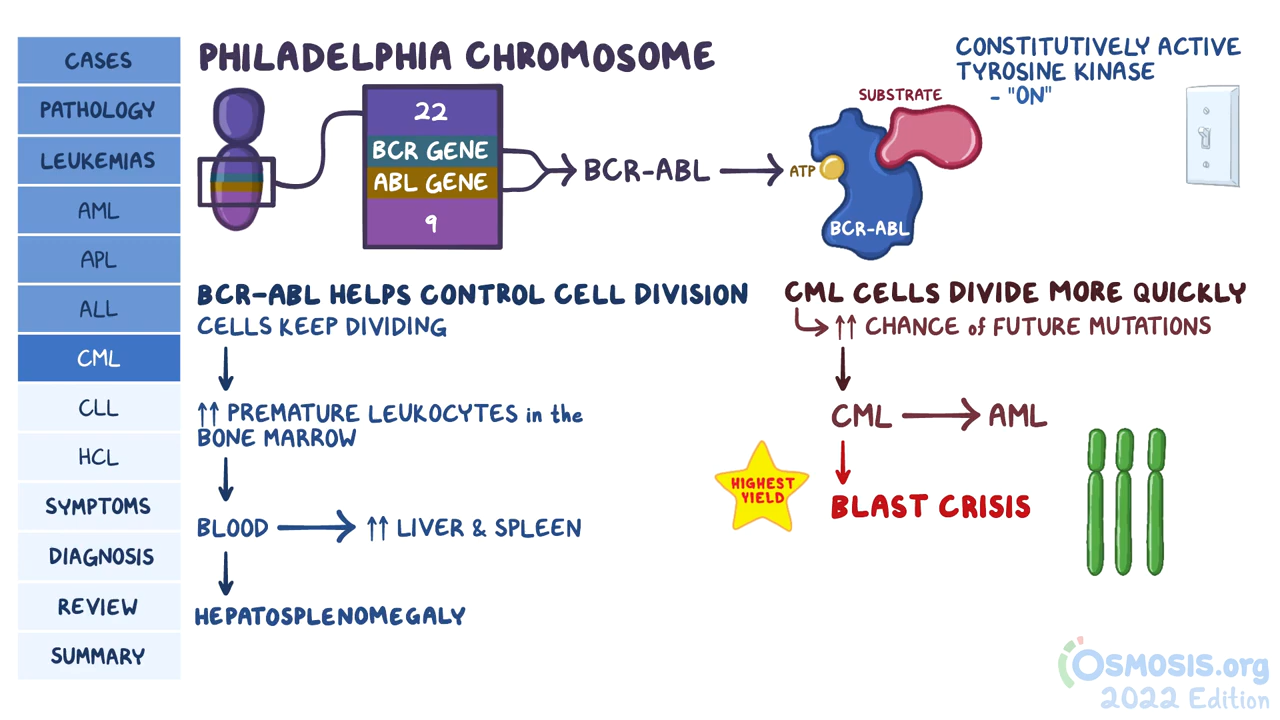 CASES
PATHOLOGY
LEUKEMIAS
AML
APL
ALL
CML
CLL
HCL
SYMPTOMS
DIAGNOSIS
REVIEW
SUMMARY
PHILADELPHIA CHROMOSOME
22
BCR GENE
ABL GENE
9
BCR-ABL
SUBSTRATE
ATP
BCR-ABL
CONSTITUTIVELY ACTIVE
TYROSINE KINASE
- "ON"
BCR-ABL HELPS CONTROL CELL DIVISION
CELLS KEEP DIVIDING
↑↑ PREMATURE LEUKOCYTES in the
BONE MARROW
BLOOD → ↑↑ LIVER & SPLEEN
HEPATOSPLENOMEGALY
CML CELLS DIVIDE MORE QUICKLY
↑↑ CHANCE of FUTURE MUTATIONS
CML → AML
HIGHEST
YIELD
BLAST CRISIS
OSMOSIS.org
2022 Edition